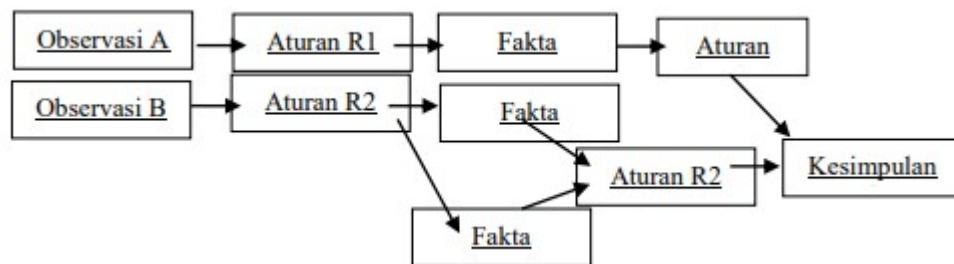 Observasi A
Aturan R1
Fakta
Aturan
Observasi B
Aturan R2
Fakta
Aturan R2
Kesimpulan
Fakta